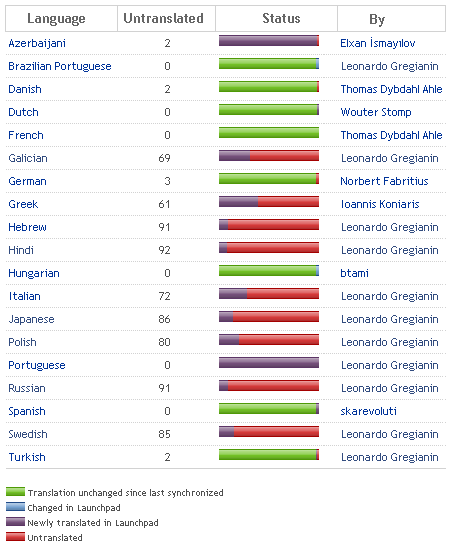 Language Untranslated Status By
Azerbaijani 2 Elxan İsmayılov
Brazilian Portuguese 0 Leonardo Gregianin
Danish 2 Thomas Dybdahl Ahle
Dutch 0 Wouter Stomp
French 0 Thomas Dybdahl Ahle
Galician 69 Leonardo Gregianin
German 3 Norbert Fabritius
Greek 61 Ioannis Koniaris
Hebrew 91 Leonardo Gregianin
Hindi 92 Leonardo Gregianin
Hungarian 0 btami
Italian 72 Leonardo Gregianin
Japanese 86 Leonardo Gregianin
Polish 80 Leonardo Gregianin
Portuguese 0 Leonardo Gregianin
Russian 91 Leonardo Gregianin
Spanish 0 skarevoluti
Swedish 85 Leonardo Gregianin
Turkish 2 Leonardo Gregianin
Translation unchanged since last synchronized
Changed in Launchpad
Newly translated in Launchpad
Untranslated